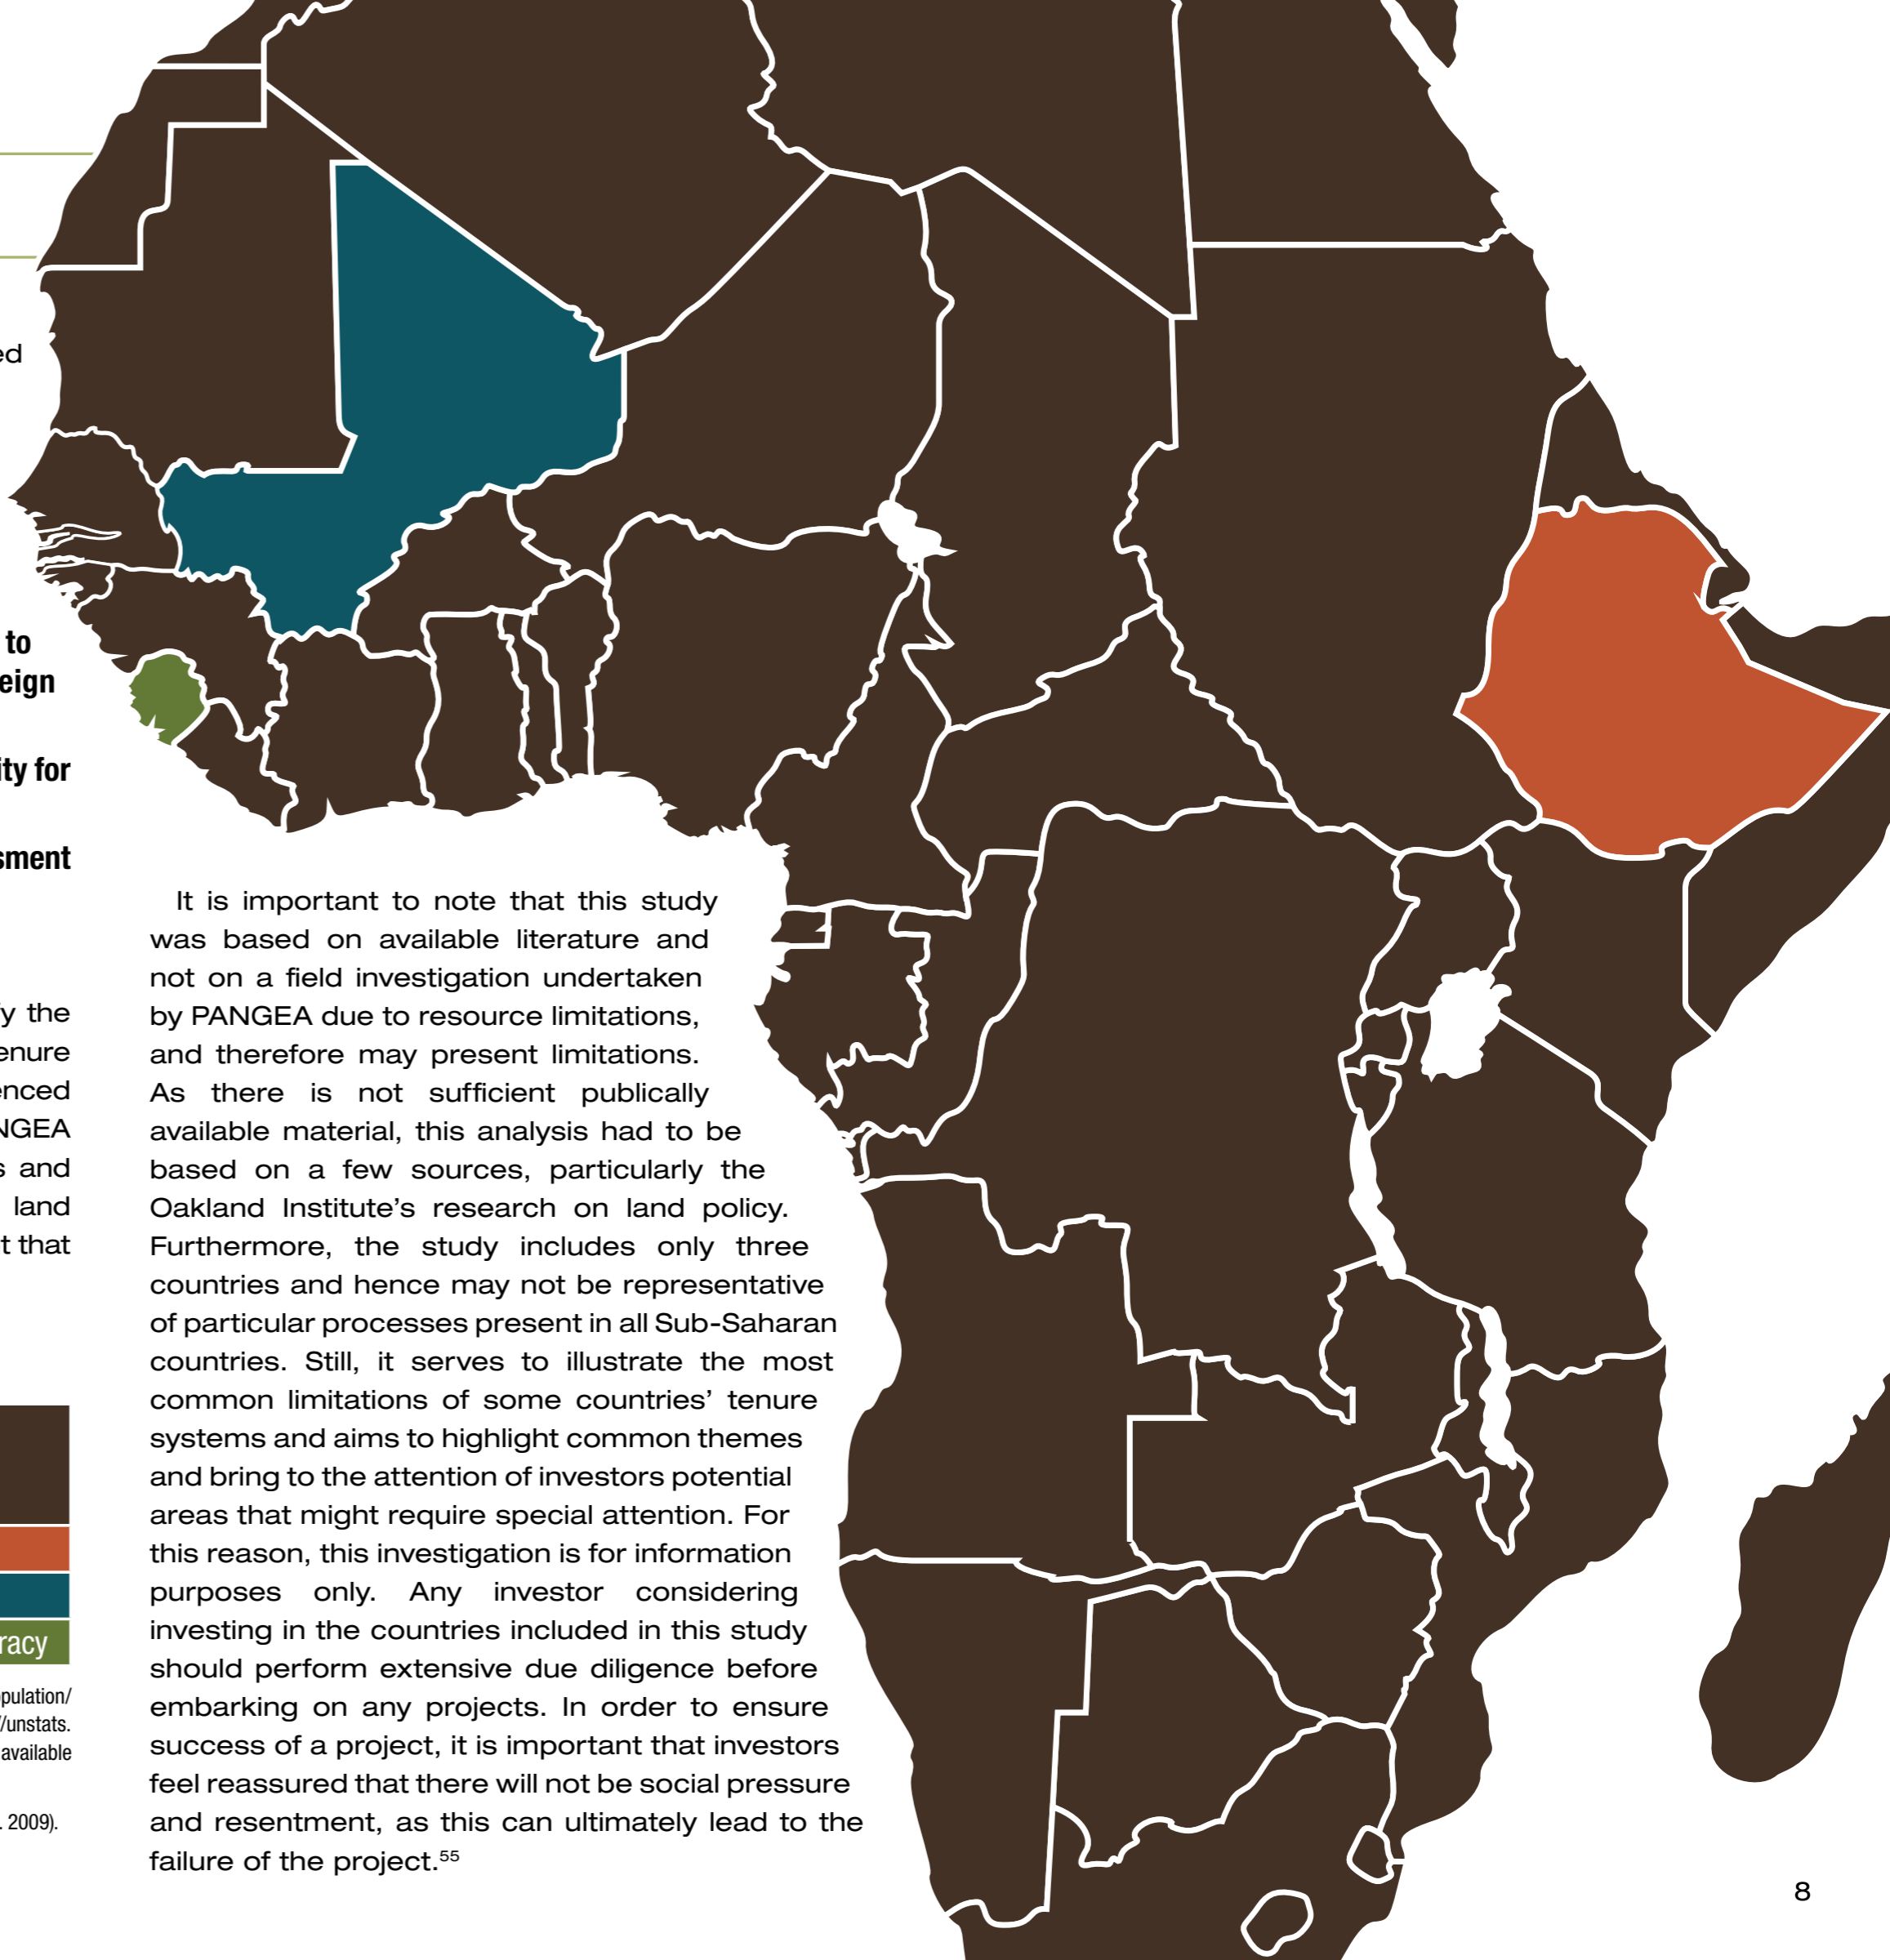 ed
to
eign
ity for
sment
y the
enure
enced
NGEA
s and
land
t that
racy
pulation/
//unstats.
available
. 2009).
It is important to note that this study
was based on available literature and
not on a field investigation undertaken
by PANGEA due to resource limitations,
and therefore may present limitations.
As there is not sufficient publically
available material, this analysis had to be
based on a few sources, particularly the
Oakland Institute’s research on land policy.
Furthermore, the study includes only three
countries and hence may not be representative
of particular processes present in all Sub-Saharan
countries. Still, it serves to illustrate the most
common limitations of some countries’ tenure
systems and aims to highlight common themes
and bring to the attention of investors potential
areas that might require special attention. For
this reason, this investigation is for information
purposes only. Any investor considering
investing in the countries included in this study
should perform extensive due diligence before
embarking on any projects. In order to ensure
success of a project, it is important that investors
feel reassured that there will not be social pressure
and resentment, as this can ultimately lead to the
failure of the project.55
8